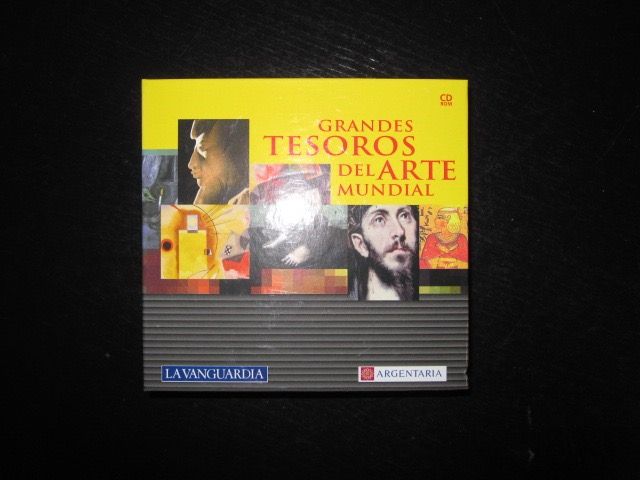 CD
ROM
GRANDES
TESOROS
DEL ARTE
MUNDIAL
LA VANGUARDIA
ARGENTARIA